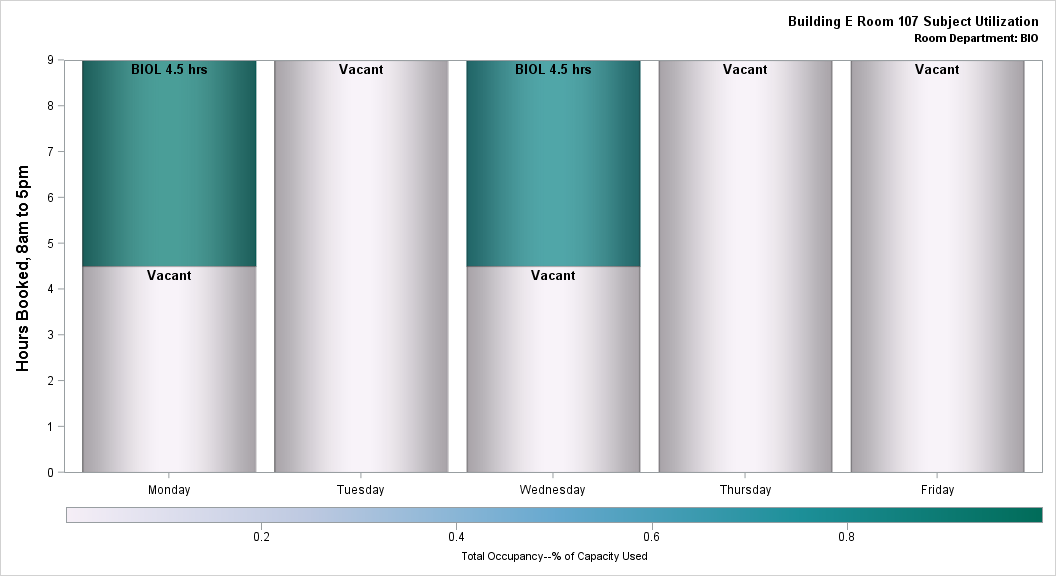 Building E Room 107 Subject Utilization
Room Department: BIO
Hours Booked, 8am to 5pm
9
8
7
6
5
4
3
2
1
0
BIOL 4.5 hrs
Vacant
BIOL 4.5 hrs
Vacant
Vacant
Vacant
Vacant
Monday
Tuesday
Wednesday
Thursday
Friday
0.2
0.4
0.6
0.8
Total Occupancy--% of Capacity Used